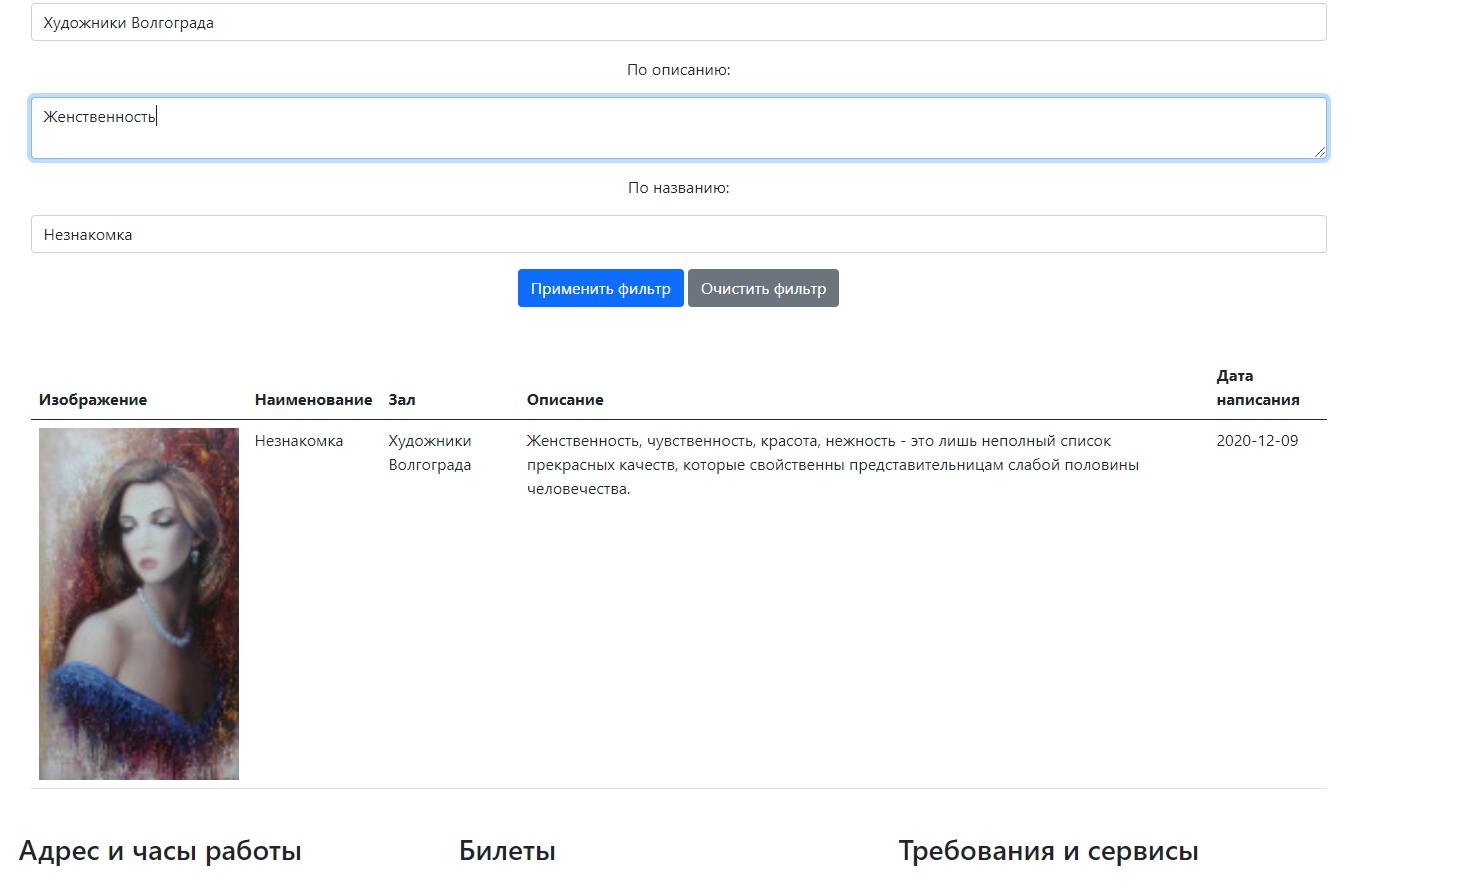 Художники Волгограда
По описанию:
Женственность
По названию:
Незнакомка
Применить фильтр Очистить фильтр
Изображение Наименование Зал Описание Дата написания
Незнакомка Художники Волгограда Женственность, чувственность, красота, нежность - это лишь неполный список 2020-12-09
прекрасных качеств, которые свойственны представительницам слабой половины
человечества.
Адрес и часы работы Билеты Требования и сервисы